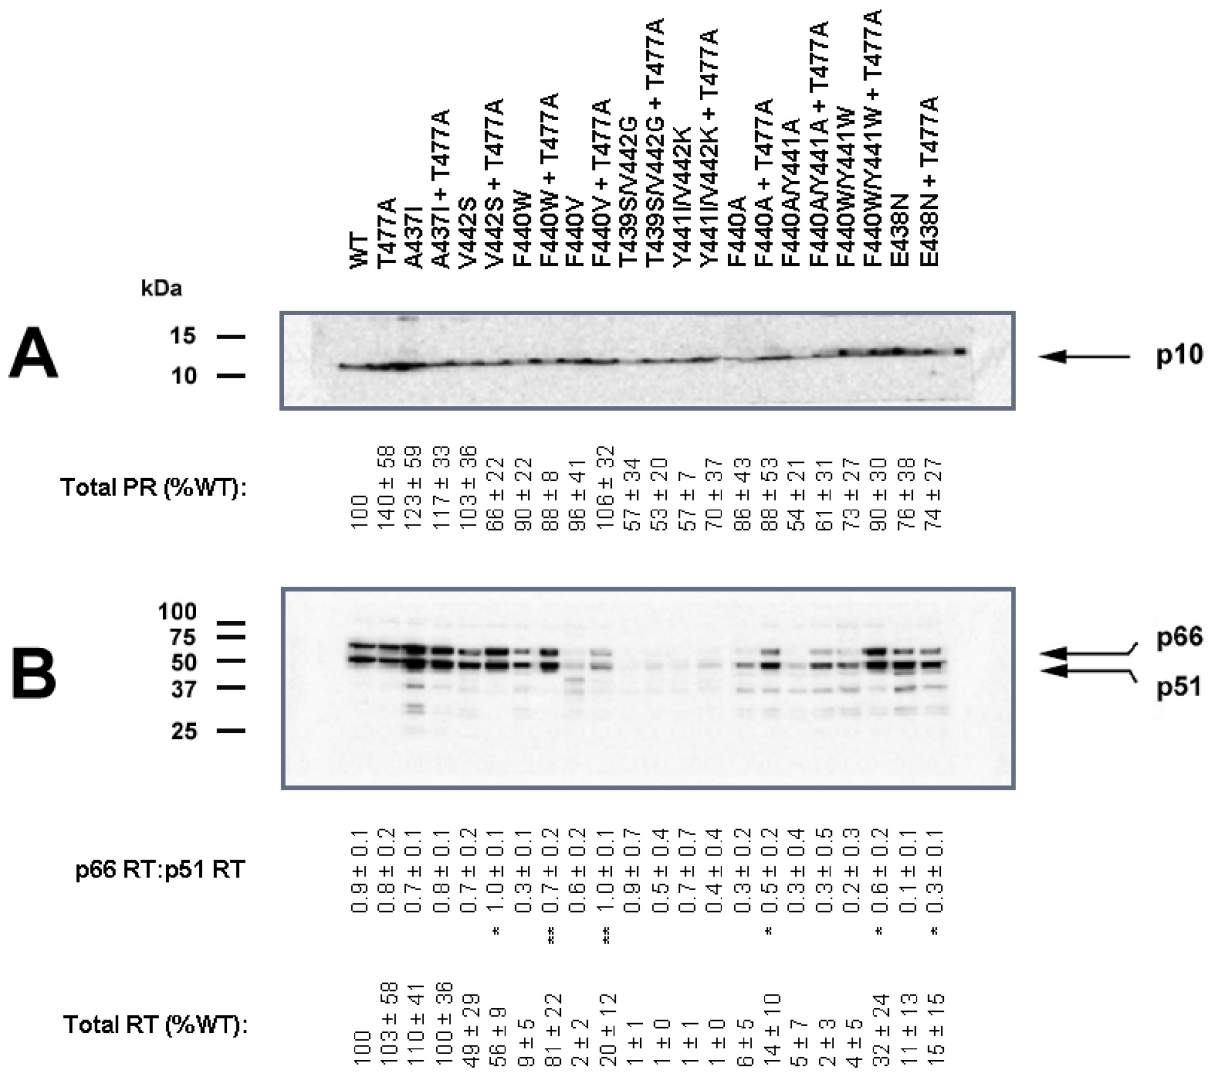 WT
T477A
A437I
A437I + T477A
V442S
V442S + T477A
F440W
F440W + T477A
F440V
F440V + T477A
T439S/V442G
T439S/V442G + T477A
Y441I/V442K
Y441I/V442K + T477A
F440A
F440A + T477A
F440A/Y441A
F440A/Y441A + T477A
F440W/Y441W
F440W/Y441W + T477A
E438N
E438N + T477A
kDa
A
15
10
p10
Total PR (%WT):
100
140 ± 58
123 ± 59
117 ± 33
103 ± 36
66 ± 22
90 ± 22
88 ± 8
96 ± 41
106 ± 32
57 ± 34
53 ± 20
57 ± 7
70 ± 37
86 ± 43
88 ± 53
54 ± 21
61 ± 31
73 ± 27
90 ± 30
76 ± 38
74 ± 27
B
100
75
50
37
25
p66
p51
p66 RT:p51 RT
0.9 ± 0.1
0.8 ± 0.2
0.7 ± 0.1
0.8 ± 0.1
0.7 ± 0.2
* 1.0 ± 0.1
0.3 ± 0.1
** 0.7 ± 0.2
0.6 ± 0.2
** 1.0 ± 0.1
0.9 ± 0.7
0.5 ± 0.4
0.7 ± 0.7
0.4 ± 0.4
0.3 ± 0.2
* 0.5 ± 0.2
0.3 ± 0.4
0.3 ± 0.5
0.2 ± 0.3
* 0.6 ± 0.2
0.1 ± 0.1
* 0.3 ± 0.1
Total RT (%WT):
100
103 ± 58
110 ± 41
100 ± 36
49 ± 29
56 ± 9
9 ± 5
81 ± 22
2 ± 2
20 ± 12
1 ± 1
1 ± 0
1 ± 1
1 ± 0
6 ± 5
14 ± 10
5 ± 7
2 ± 3
4 ± 5
32 ± 24
11 ± 13
15 ± 15